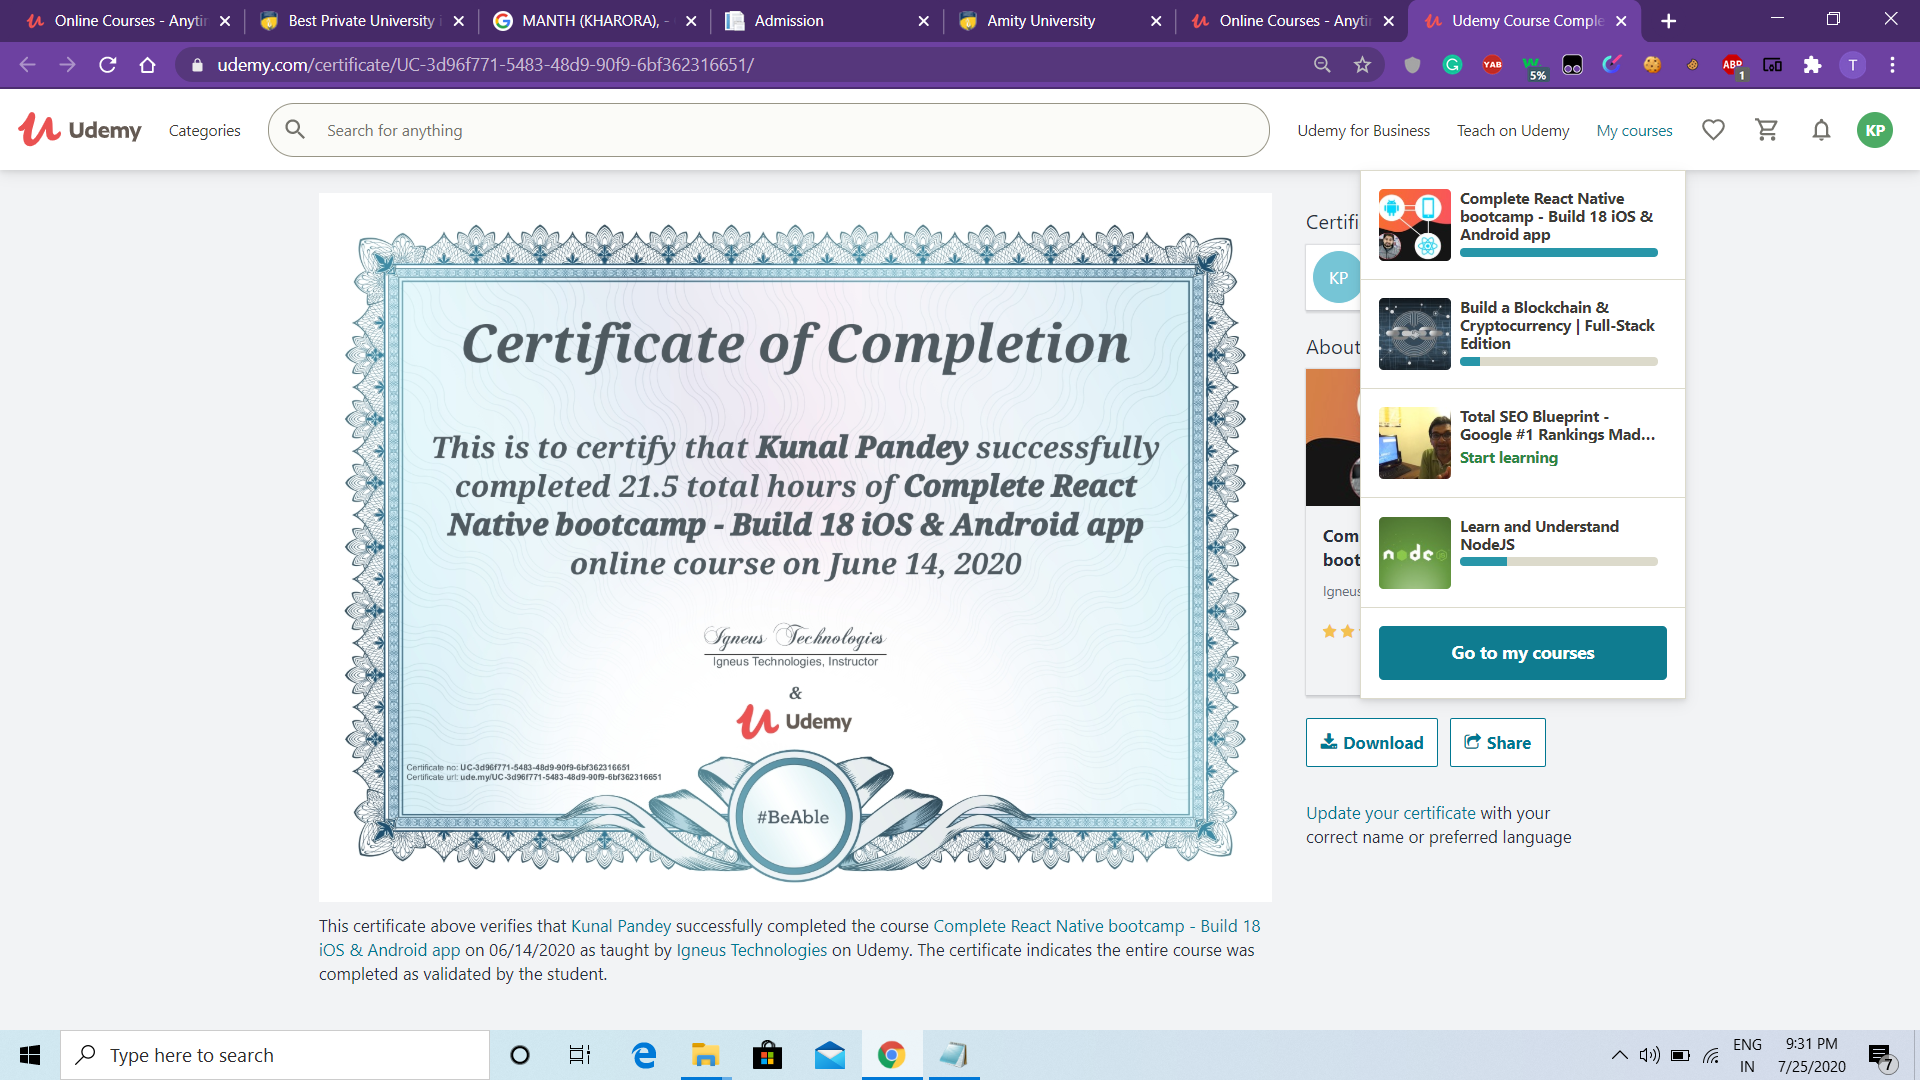 Online Courses - Anytin
Best Private University i
MANTH (KHARORA), -
Admission
Amity University
Online Courses - Anytin
Udemy Course Comple
udemy.com/certificate/UC-3d96f771-5483-48d9-90f9-6bf362316651/
YAB
5%
ABP
1
T
Udemy
Categories
Search for anything
Udemy for Business
Teach on Udemy
My courses
KP
Certificate of Completion
This is to certify that Kunal Pandey successfully
completed 21.5 total hours of Complete React
Native bootcamp - Build 18 iOS & Android app
online course on June 14, 2020
Igneus Technologies
Igneus Technologies, Instructor
&
Udemy
Certificate no: UC-3d96f771-5483-48d9-90f9-6bf362316651
Certificate url: ude.my/UC-3d96f771-5483-48d9-90f9-6bf362316651
#BeAble
Certifi
KP
About
Com
boot
Igneus
Complete React Native
bootcamp - Build 18 iOS &
Android app
Build a Blockchain &
Cryptocurrency | Full-Stack
Edition
Total SEO Blueprint -
Google #1 Rankings Mad...
Start learning
node
Learn and Understand
NodeJS
Go to my courses
Download
Share
Update your certificate with your
correct name or preferred language
This certificate above verifies that Kunal Pandey successfully completed the course Complete React Native bootcamp - Build 18
iOS & Android app on 06/14/2020 as taught by Igneus Technologies on Udemy. The certificate indicates the entire course was
completed as validated by the student.
Type here to search
ENG
IN
9:31 PM
7/25/2020
7